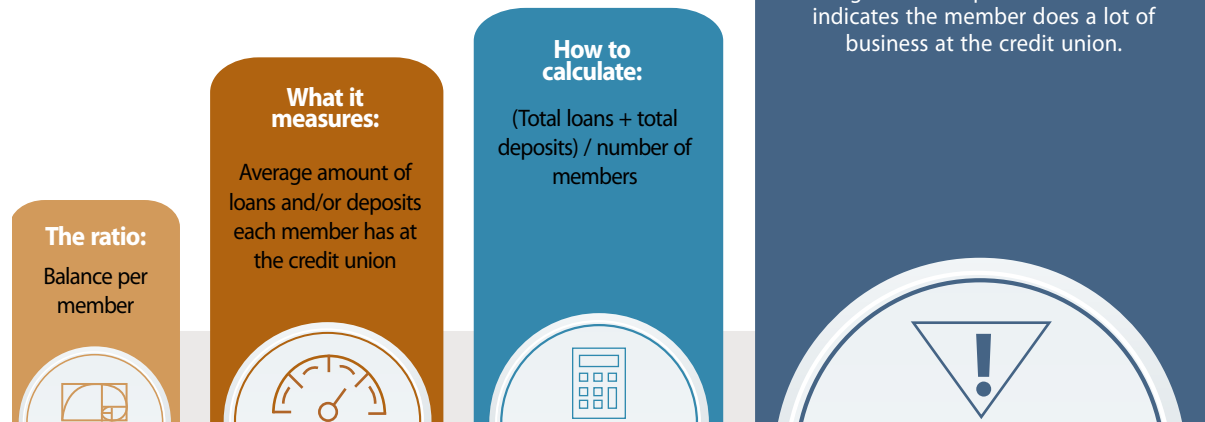 The ratio:
Balance per
member
What it
measures:
Average amount of
loans and/or deposits
each member has at
the credit union
How to
calculate:
(Total loans + total
deposits) / number of
members
indicates the member does a lot of
business at the credit union.